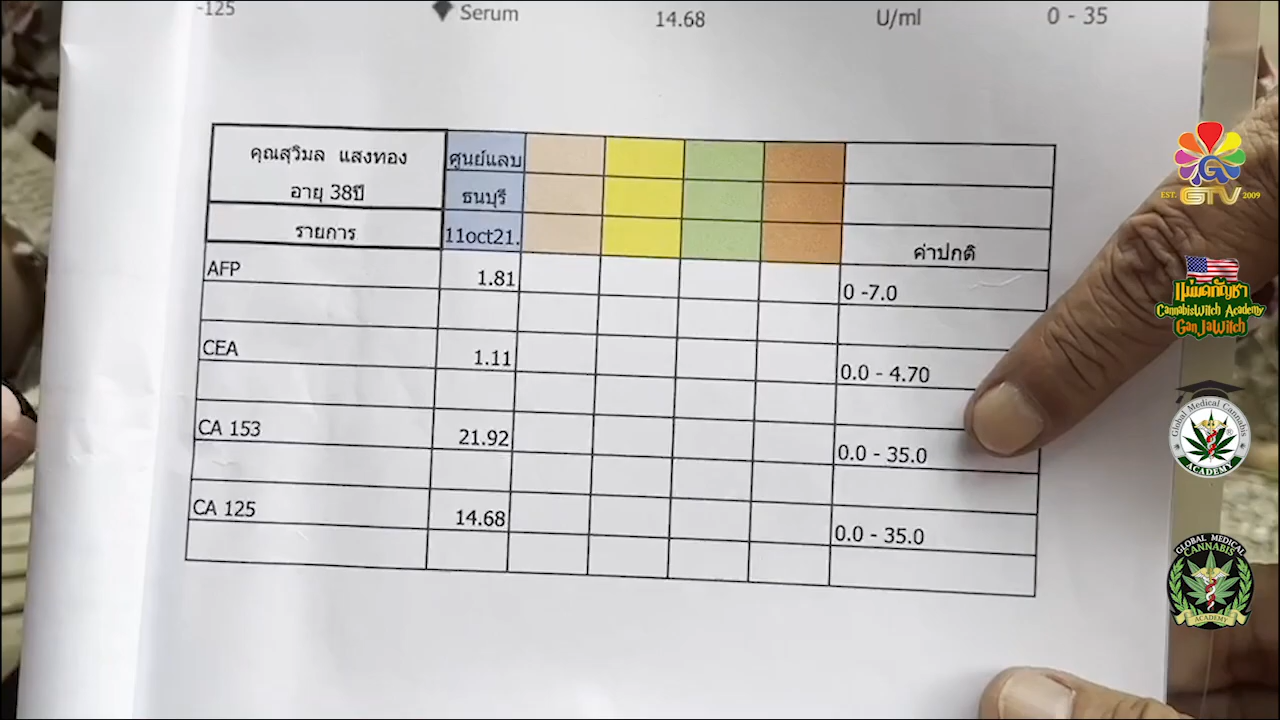 -125 Serum 14.68 U/ml 0 - 35
คุณสุวิมล แสงทอง
อายุ 38ปี
รายการ
ศูนย์แลบ
ธนบุรี
11oct21.
ค่าปกติ
AFP 1.81 0 -7.0
CEA 1.11 0.0 - 4.70
CA 153 21.92 0.0 - 35.0
CA 125 14.68 0.0 - 35.0
G
EST. GTV 2009
แม่มดกัญชา
CannabisWitch Academy
GanJaWitch
Global Medical Cannabis
ACADEMY
GLOBAL MEDICAL
CANNABIS
ACADEMY